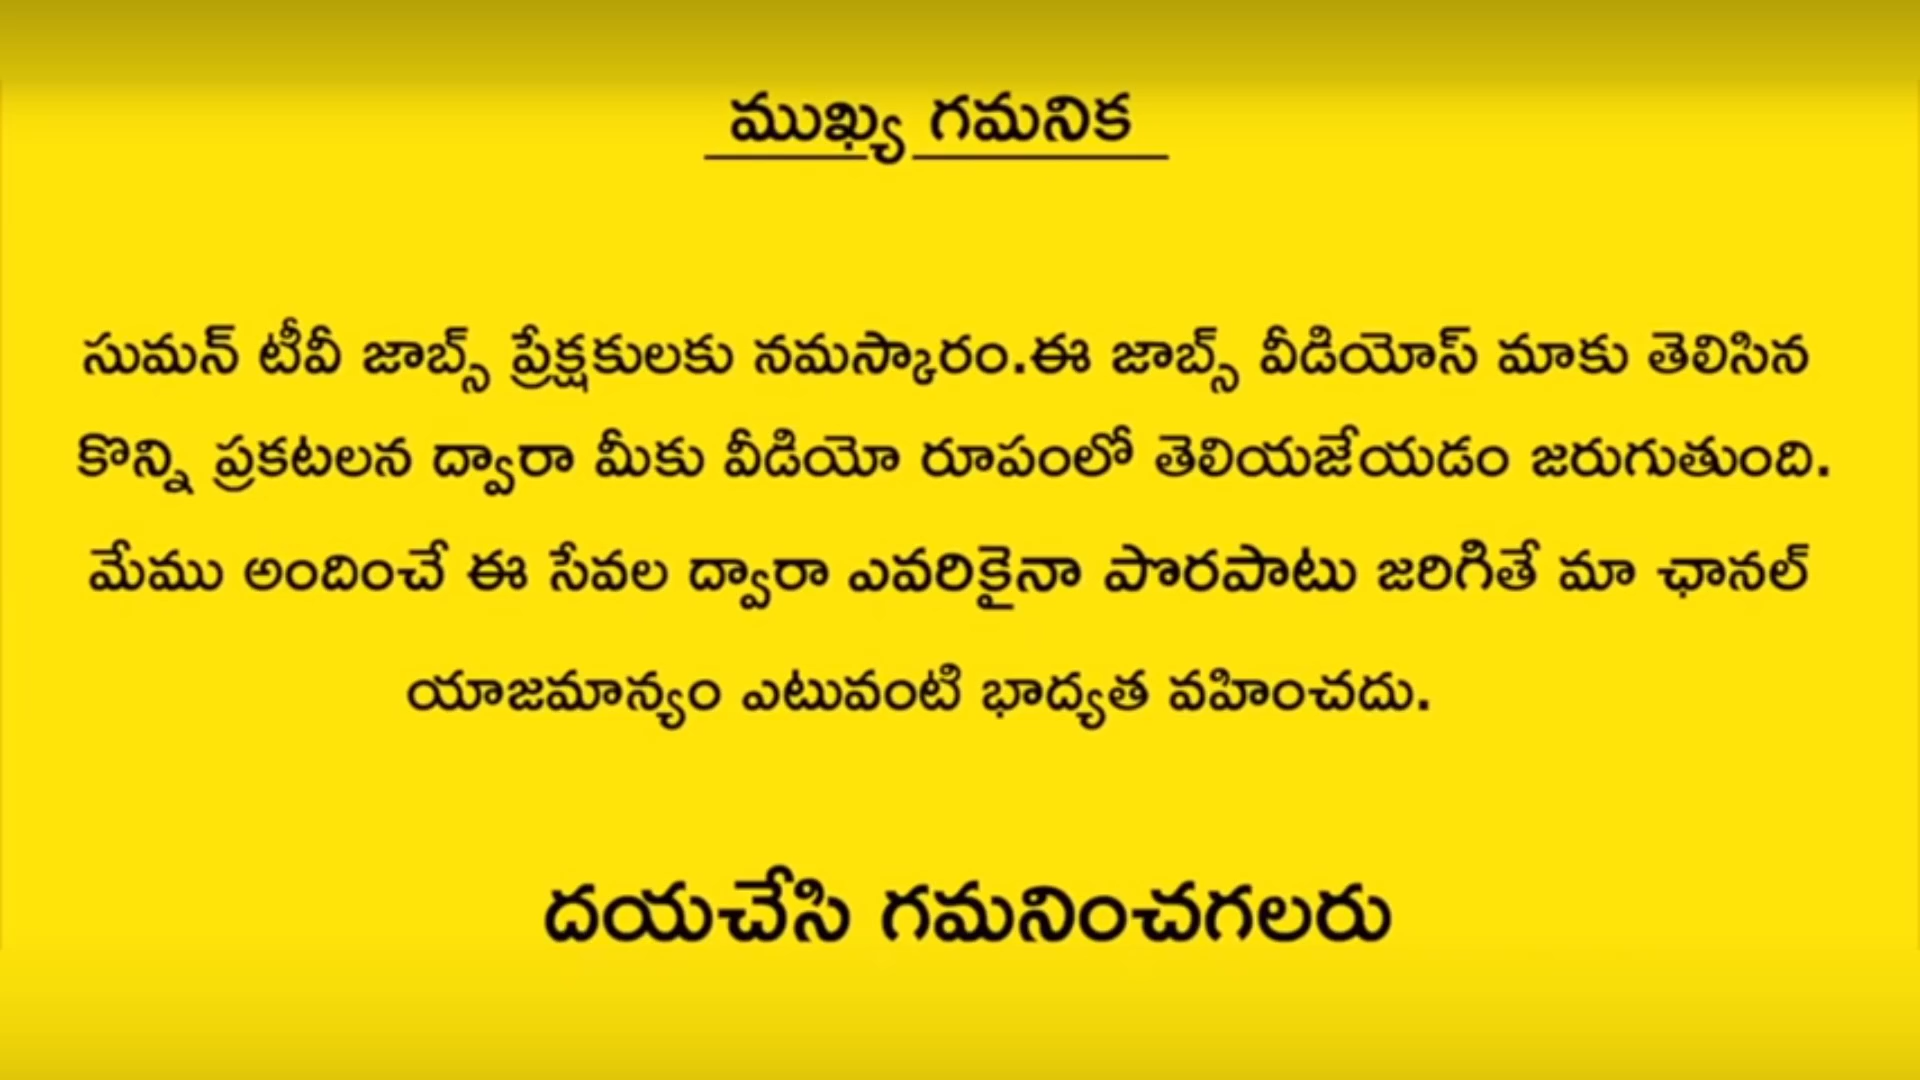 ముఖ్య గమనిక
సుమన్ టీవీ జాబ్స్ ప్రేక్షకులకు నమస్కారం.ఈ జాబ్స్ వీడియోస్ మాకు తెలిసిన
కొన్ని ప్రకటలన ద్వారా మీకు వీడియో రూపంలో తెలియజేయడం జరుగుతుంది.
మేము అందించే ఈ సేవల ద్వారా ఎవరికైనా పొరపాటు జరిగితే మా ఛానల్
యాజమాన్యం ఎటువంటి భాద్యత వహించదు.
దయచేసి గమనించగలరు